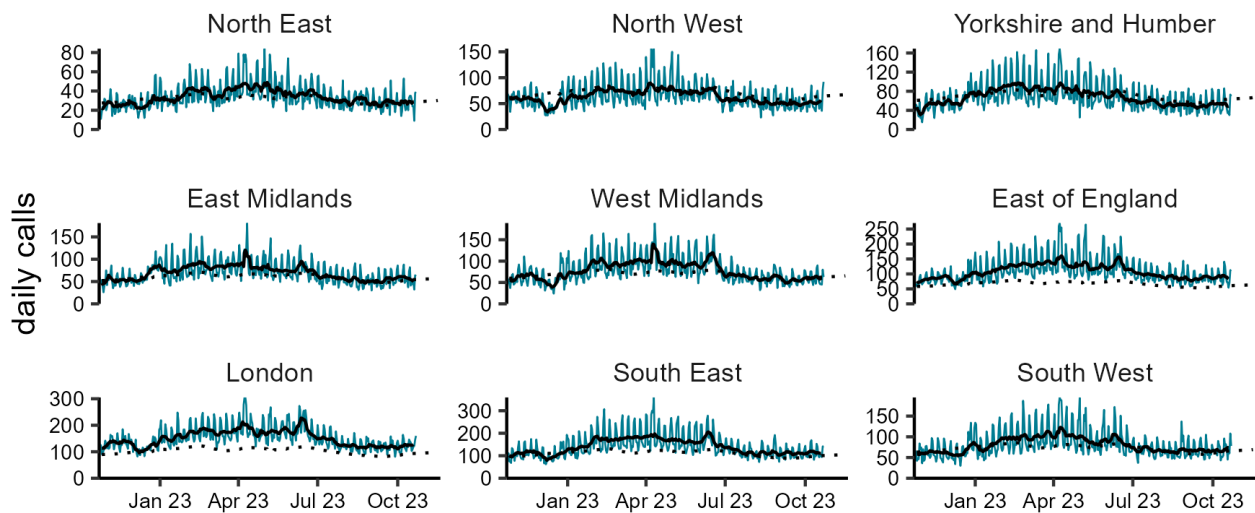 North East North West Yorkshire and Humber
80 60 40 20 0
150 100 50 0
160 120 80 40 0
daily calls
East Midlands West Midlands East of England
150 100 50 0
150 100 50 0
250 200 150 100 50 0
London South East South West
300 200 100 0
300 200 100 0
150 100 50 0
Jan 23 Apr 23 Jul 23 Oct 23 Jan 23 Apr 23 Jul 23 Oct 23 Jan 23 Apr 23 Jul 23 Oct 23